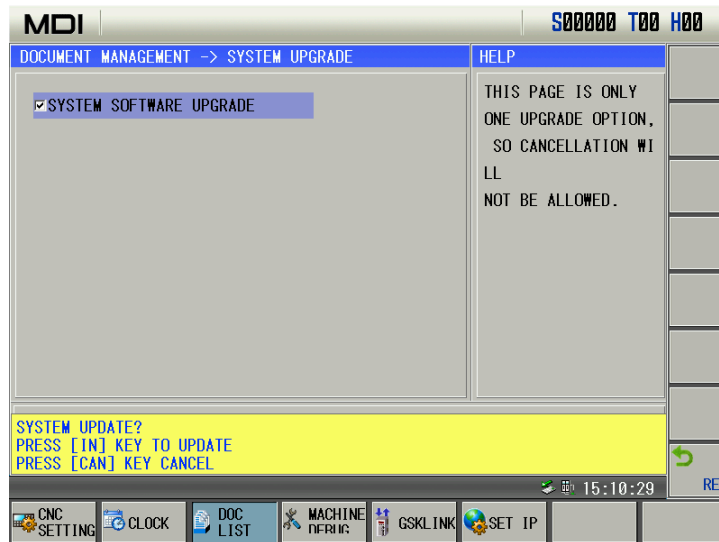 MDI
S00000 T00 H00
DOCUMENT MANAGEMENT -> SYSTEM UPGRADE
SYSTEM SOFTWARE UPGRADE
HELP
THIS PAGE IS ONLY
ONE UPGRADE OPTION,
SO CANCELLATION WI
LL
NOT BE ALLOWED.
SYSTEM UPDATE?
PRESS [IN] KEY TO UPDATE
PRESS [CAN] KEY CANCEL
15:10:29
RE
CNC
SETTING
CLOCK
DOC
LIST
MACHINE
DEBUG
GSKLINK
SET IP